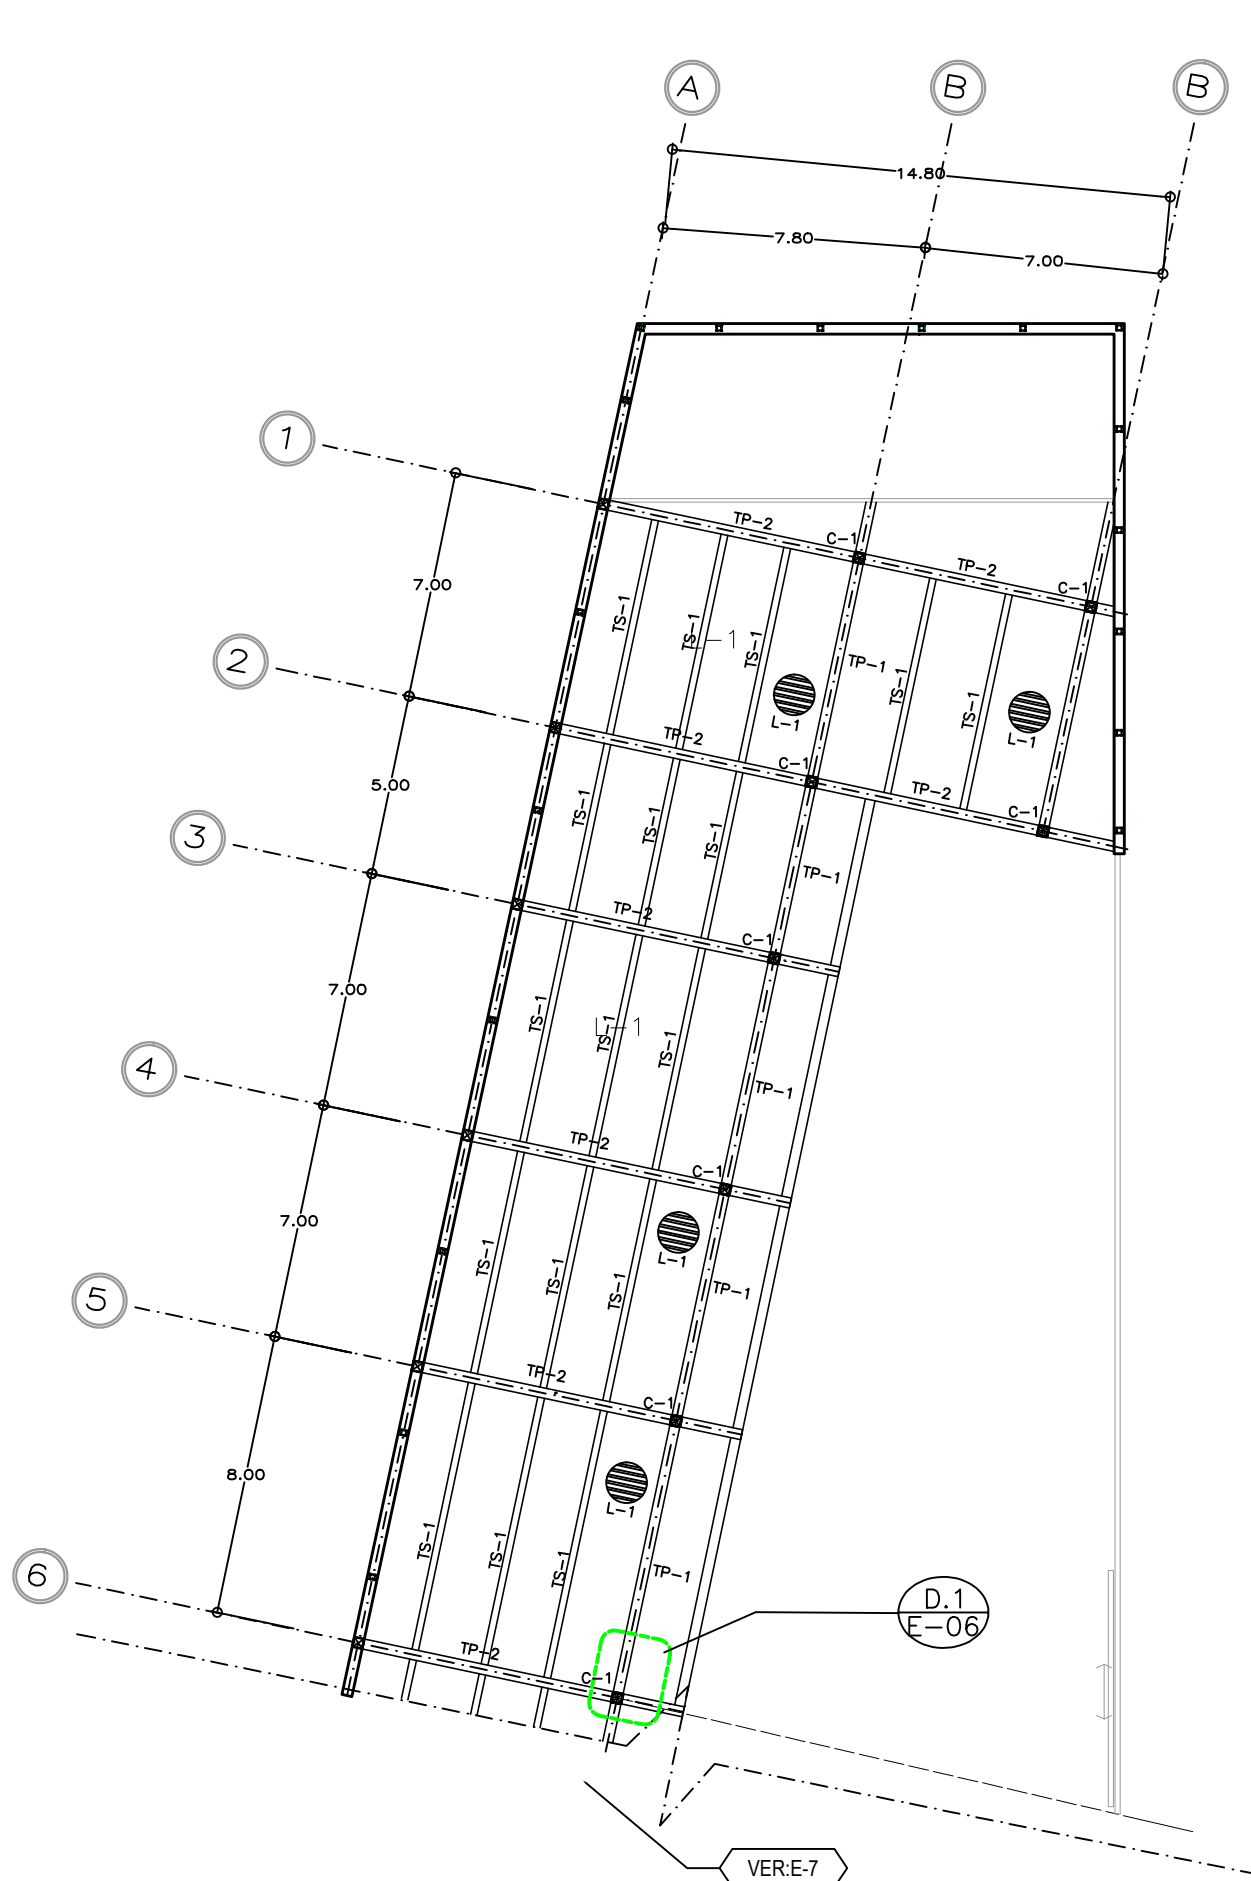 A
B
B
14.80
7.80
7.00
1
TP-2
C-1
TP-2
C-1
7.00
TS-1
TS-1
L-1
TS-1
TP-1
TS-1
TS-1
2
L-1
L-1
TP-2
C-1
TP-2
C-1
5.00
TS-1
TS-1
TS-1
3
TP-1
TP-2
C-1
7.00
TS-1
TS-1
L-1
TS-1
4
TP-1
TP-2
C-1
7.00
TS-1
TS-1
TS-1
L-1
TP-1
5
TP-2
C-1
8.00
L-1
TS-1
TS-1
TS-1
TP-1
6
D.1
E-06
TP-2
C-1
VER:E-7